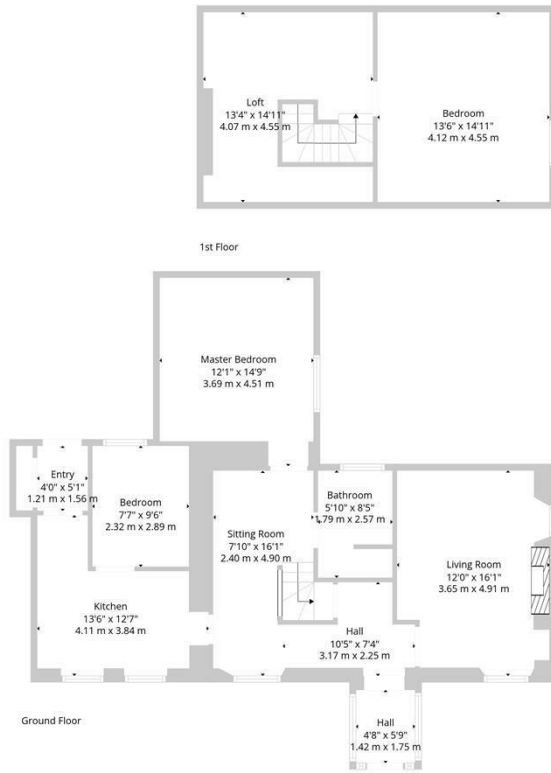 Loft
13'4" x 14'11"
4.07 m x 4.55 m
Bedroom
13'6" x 14'11"
4.12 m x 4.55 m
1st Floor
Master Bedroom
12'1" x 14'9"
3.69 m x 4.51 m
Entry
4'0" x 5'1"
1.21 m x 1.56 m
Bedroom
7'7" x 9'6"
2.32 m x 2.89 m
Sitting Room
7'10" x 16'1"
2.40 m x 4.90 m
Bathroom
5'10" x 8'5"
1.79 m x 2.57 m
Living Room
12'0" x 16'1"
3.65 m x 4.91 m
Kitchen
13'6" x 12'7"
4.11 m x 3.84 m
Hall
10'5" x 7'4"
3.17 m x 2.25 m
Ground Floor
Hall
4'8" x 5'9"
1.42 m x 1.75 m